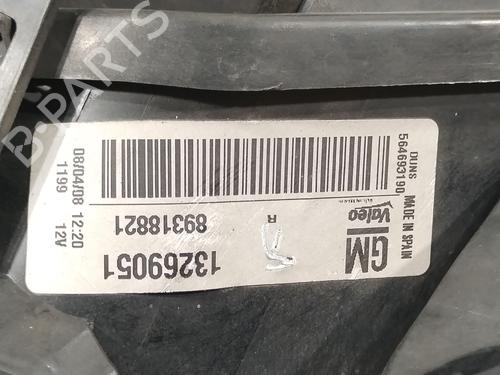 DUNS
564693190
MADE IN SPAIN
Valeo
GM
R
89318821
13269051
08/04/08 12:20
1199 12V
B-PARTS